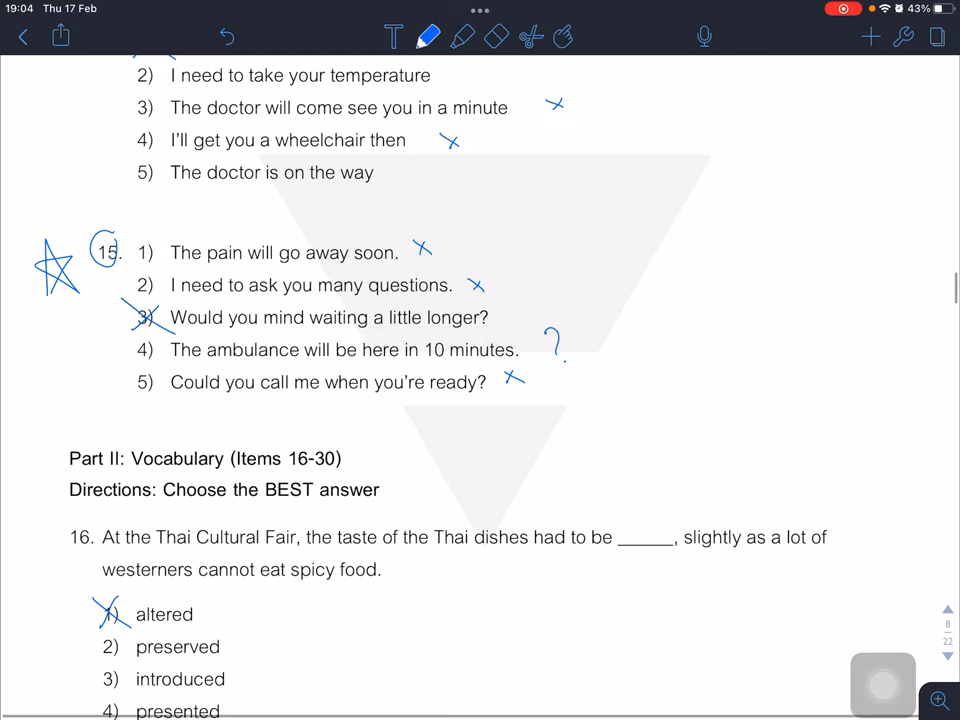 19:04 Thu 17 Feb
43%
2) I need to take your temperature
3) The doctor will come see you in a minute
4) I'll get you a wheelchair then
5) The doctor is on the way
15. 1) The pain will go away soon.
2) I need to ask you many questions.
3) Would you mind waiting a little longer?
4) The ambulance will be here in 10 minutes. ?
5) Could you call me when you're ready?
Part II: Vocabulary (Items 16-30)
Directions: Choose the BEST answer
16. At the Thai Cultural Fair, the taste of the Thai dishes had to be ______, slightly as a lot of
westerners cannot eat spicy food.
1) altered
2) preserved
3) introduced
4) presented
8
22